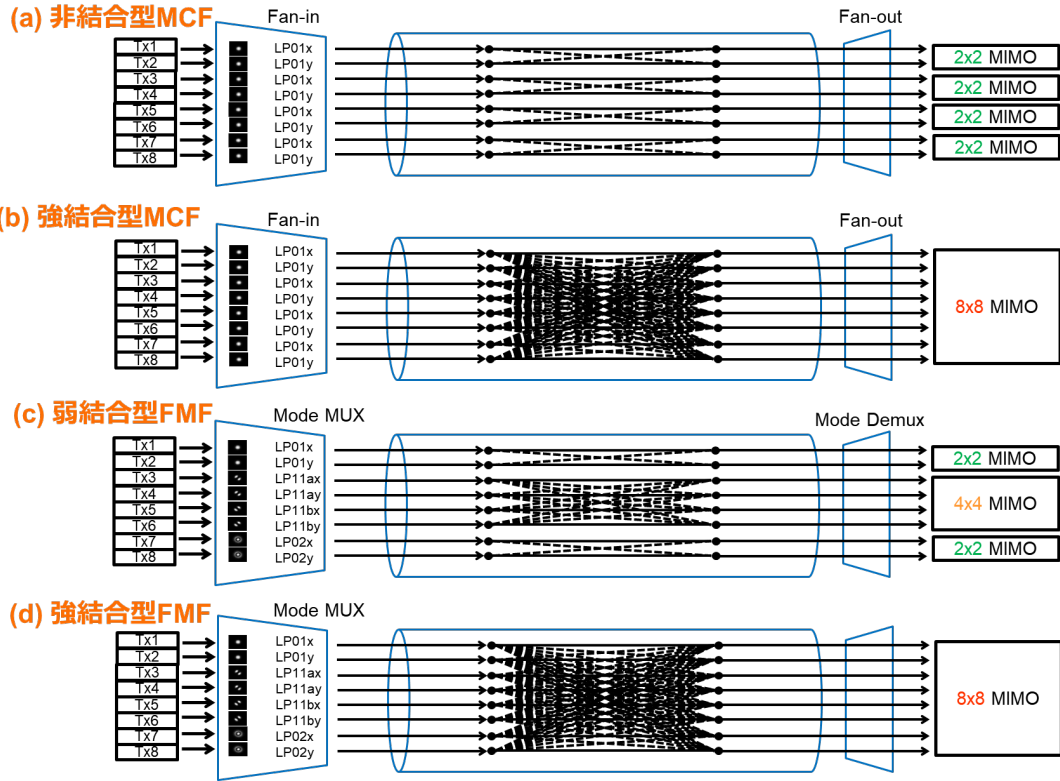 (a) 非結合型MCF
Fan-in
Fan-out
Tx1
Tx2
Tx3
Tx4
Tx5
Tx6
Tx7
Tx8
LP01x
LP01y
LP01x
LP01y
LP01x
LP01y
LP01x
LP01y
2x2 MIMO
2x2 MIMO
2x2 MIMO
2x2 MIMO
(b) 強結合型MCF
Fan-in
Fan-out
Tx1
Tx2
Tx3
Tx4
Tx5
Tx6
Tx7
Tx8
LP01x
LP01y
LP01x
LP01y
LP01x
LP01y
LP01x
LP01y
8x8 MIMO
(c) 弱結合型FMF
Mode MUX
Mode Demux
Tx1
Tx2
Tx3
Tx4
Tx5
Tx6
Tx7
Tx8
LP01x
LP01y
LP11ax
LP11ay
LP11bx
LP11by
LP02x
LP02y
2x2 MIMO
4x4 MIMO
2x2 MIMO
(d) 強結合型FMF
Mode MUX
Tx1
Tx2
Tx3
Tx4
Tx5
Tx6
Tx7
Tx8
LP01x
LP01y
LP11ax
LP11ay
LP11bx
LP11by
LP02x
LP02y
8x8 MIMO